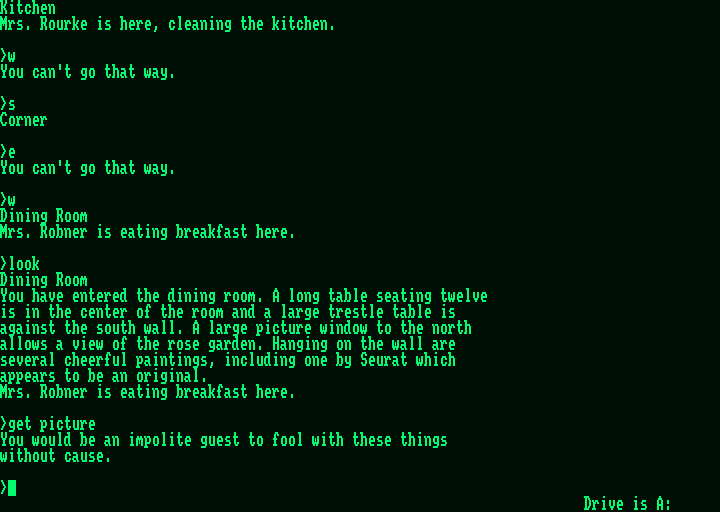 Kitchen
Mrs. Rourke is here, cleaning the kitchen.
>w
You can't go that way.
>s
Corner
>e
You can't go that way.
>w
Dining Room
Mrs. Robner is eating breakfast here.
>look
Dining Room
You have entered the dining room. A long table seating twelve
is in the center of the room and a large trestle table is
against the south wall. A large picture window to the north
allows a view of the rose garden. Hanging on the wall are
several cheerful paintings, including one by Seurat which
appears to be an original.
Mrs. Robner is eating breakfast here.
>get picture
You would be an impolite guest to fool with these things
without cause.
>
Drive is A: